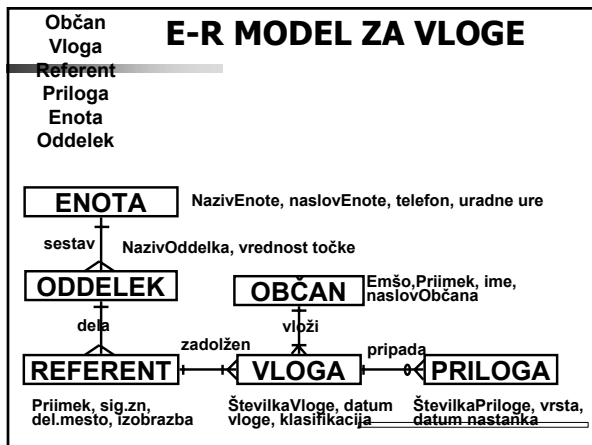 Občan
Vloga
Referent
Priloga
Enota
Oddelek
E-R MODEL ZA VLOGE
ENOTA
NazivEnote, naslovEnote, telefon, uradne ure
sestav
NazivOddelka, vrednost točke
ODDELEK
OBČAN
Emšo,Priimek, ime,
naslovObčana
dela
vloži
zadolžen
pripada
REFERENT
VLOGA
PRILOGA
Priimek, sig.zn,
del.mesto, izobrazba
ŠtevilkaVloge, datum
vloge, klasifikacija
ŠtevilkaPriloge, vrsta,
datum nastanka